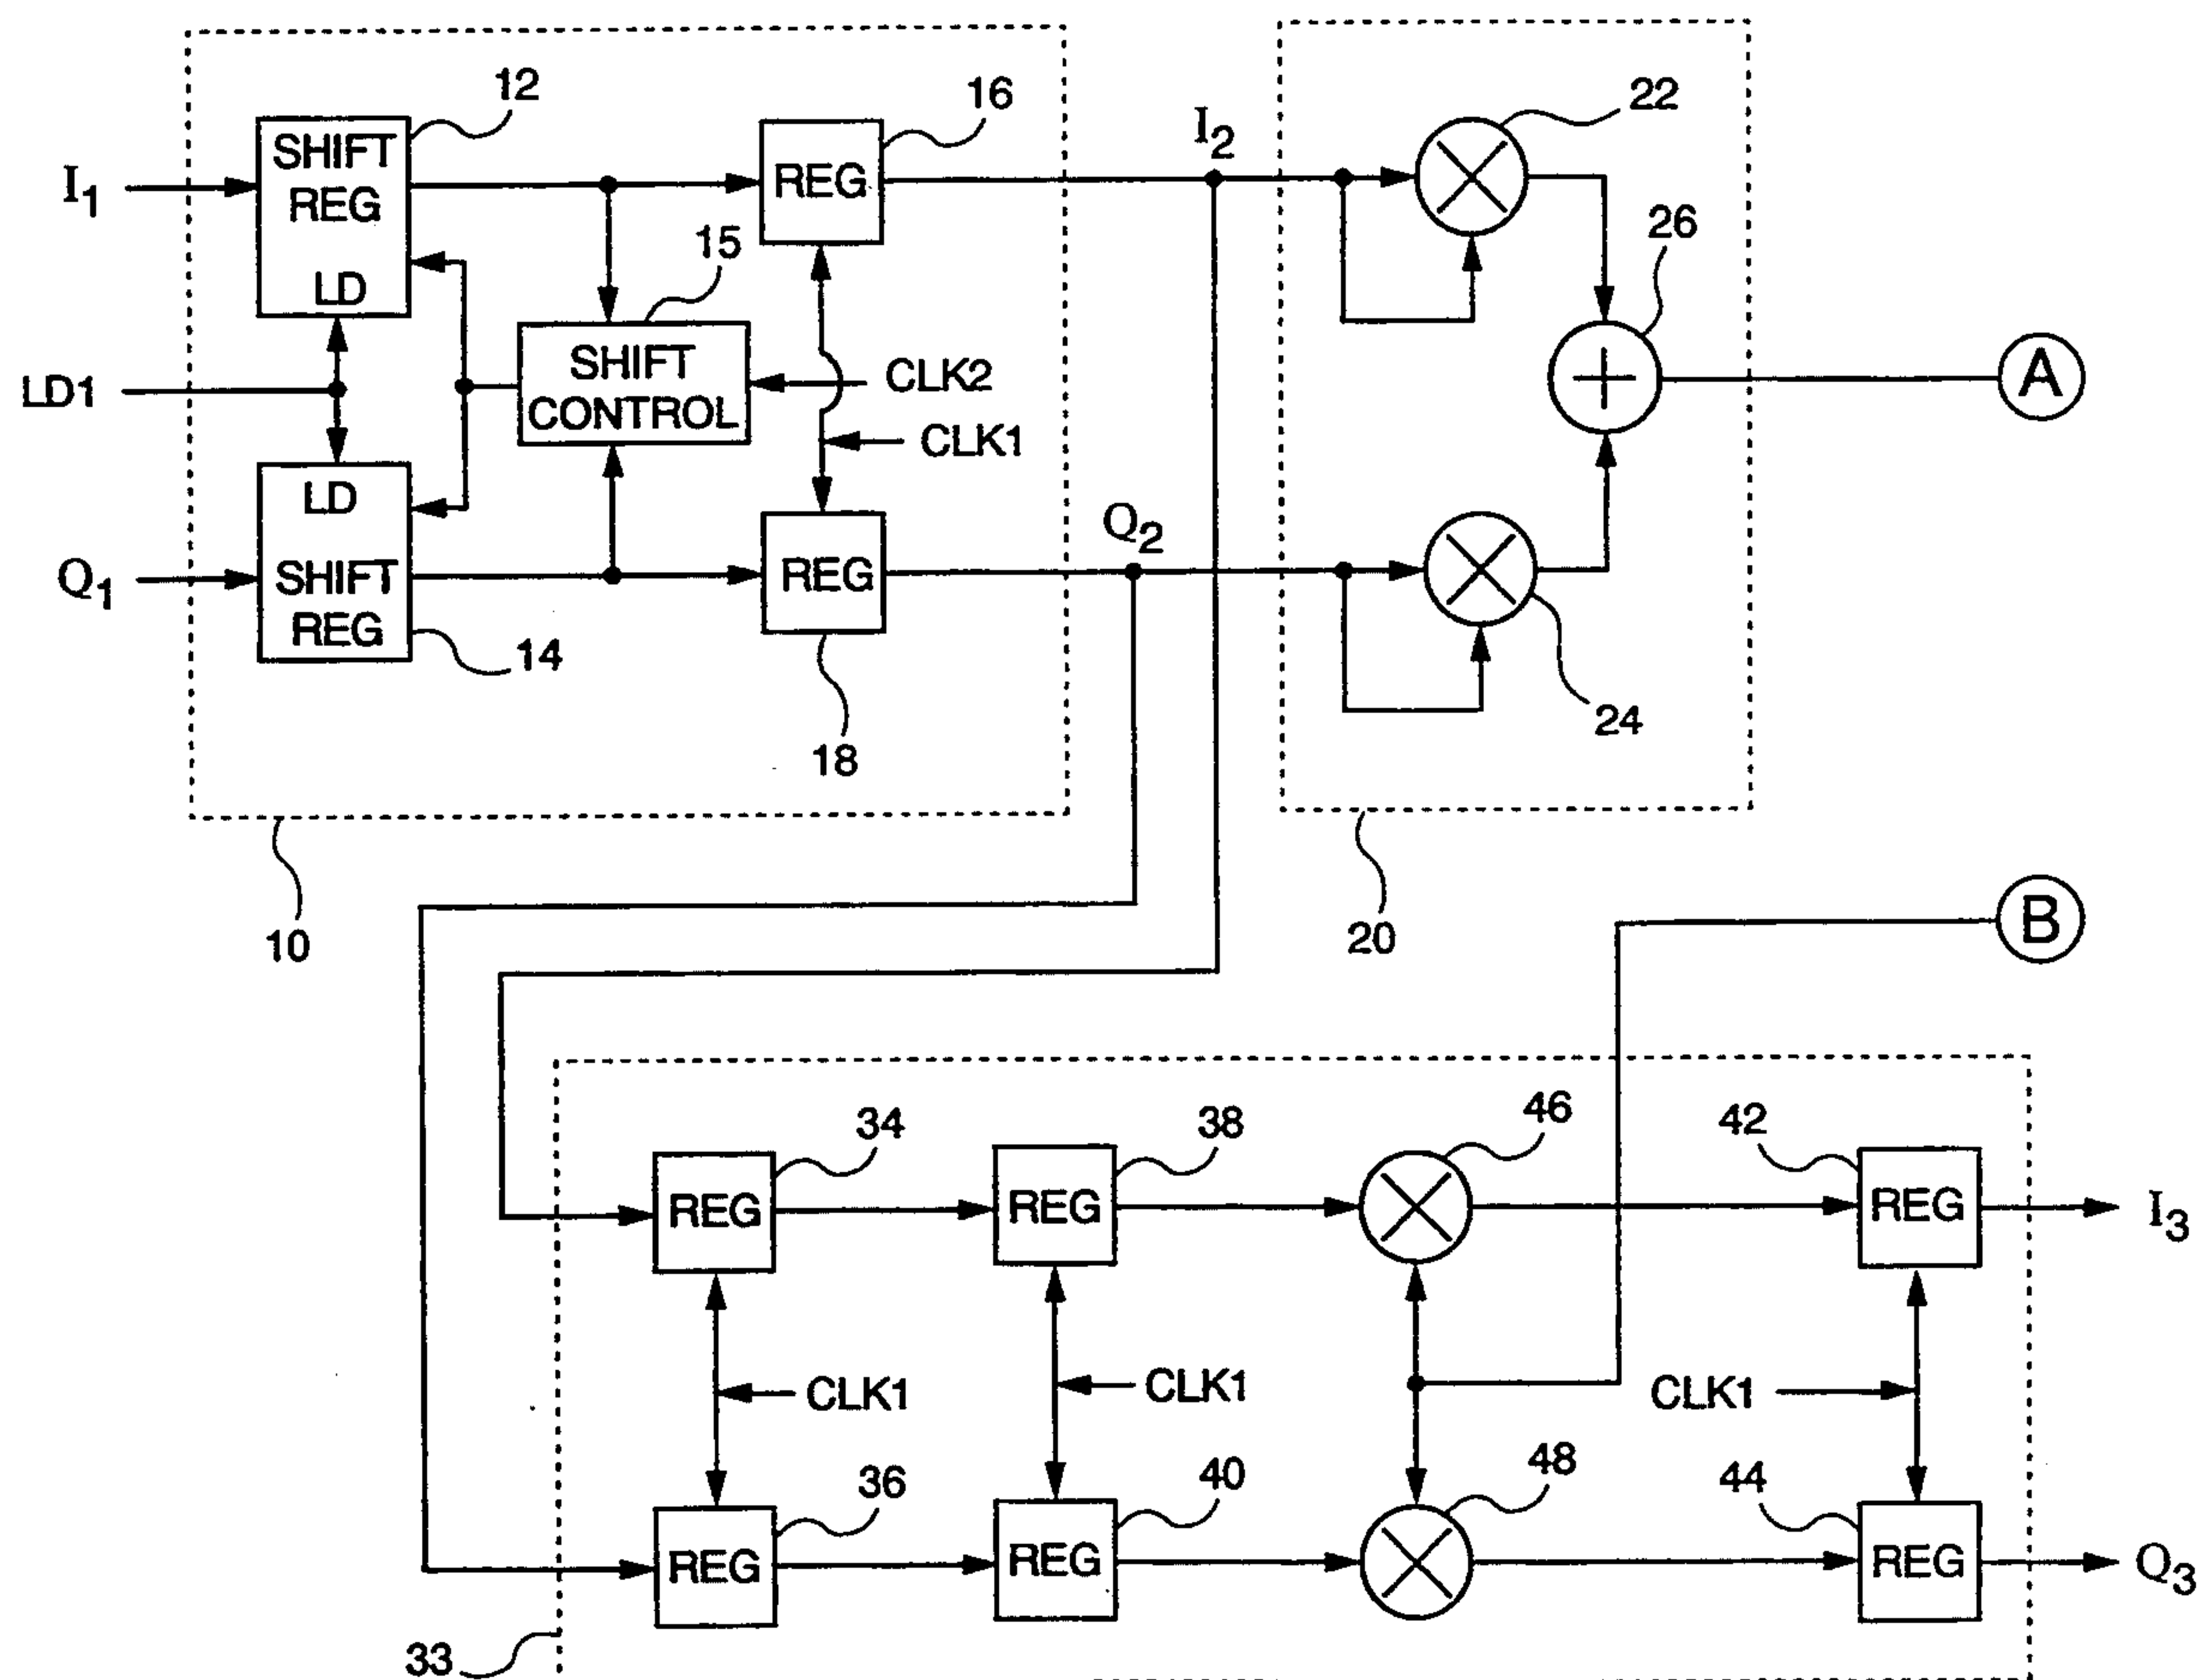 12
16
22
I1
SHIFT
REG
LD
REG
I2
15
26
LD1
SHIFT
CONTROL
CLK2
CLK1
A
Q1
LD
SHIFT
REG
REG
Q2
14
18
24
10
20
B
34
38
46
42
REG
REG
REG
I3
CLK1
CLK1
CLK1
36
40
48
44
REG
REG
REG
Q3
33